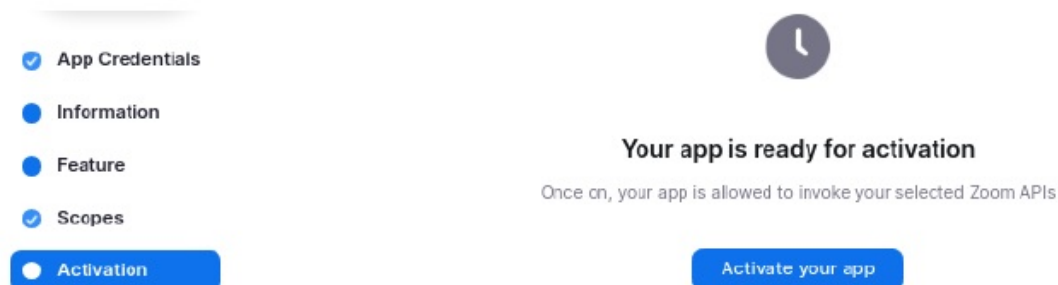 App Credentials
Information
Feature
Scopes
Activation
Your app is ready for activation
Once on, your app is allowed to invoke your selected Zoom APIs
Activate your app